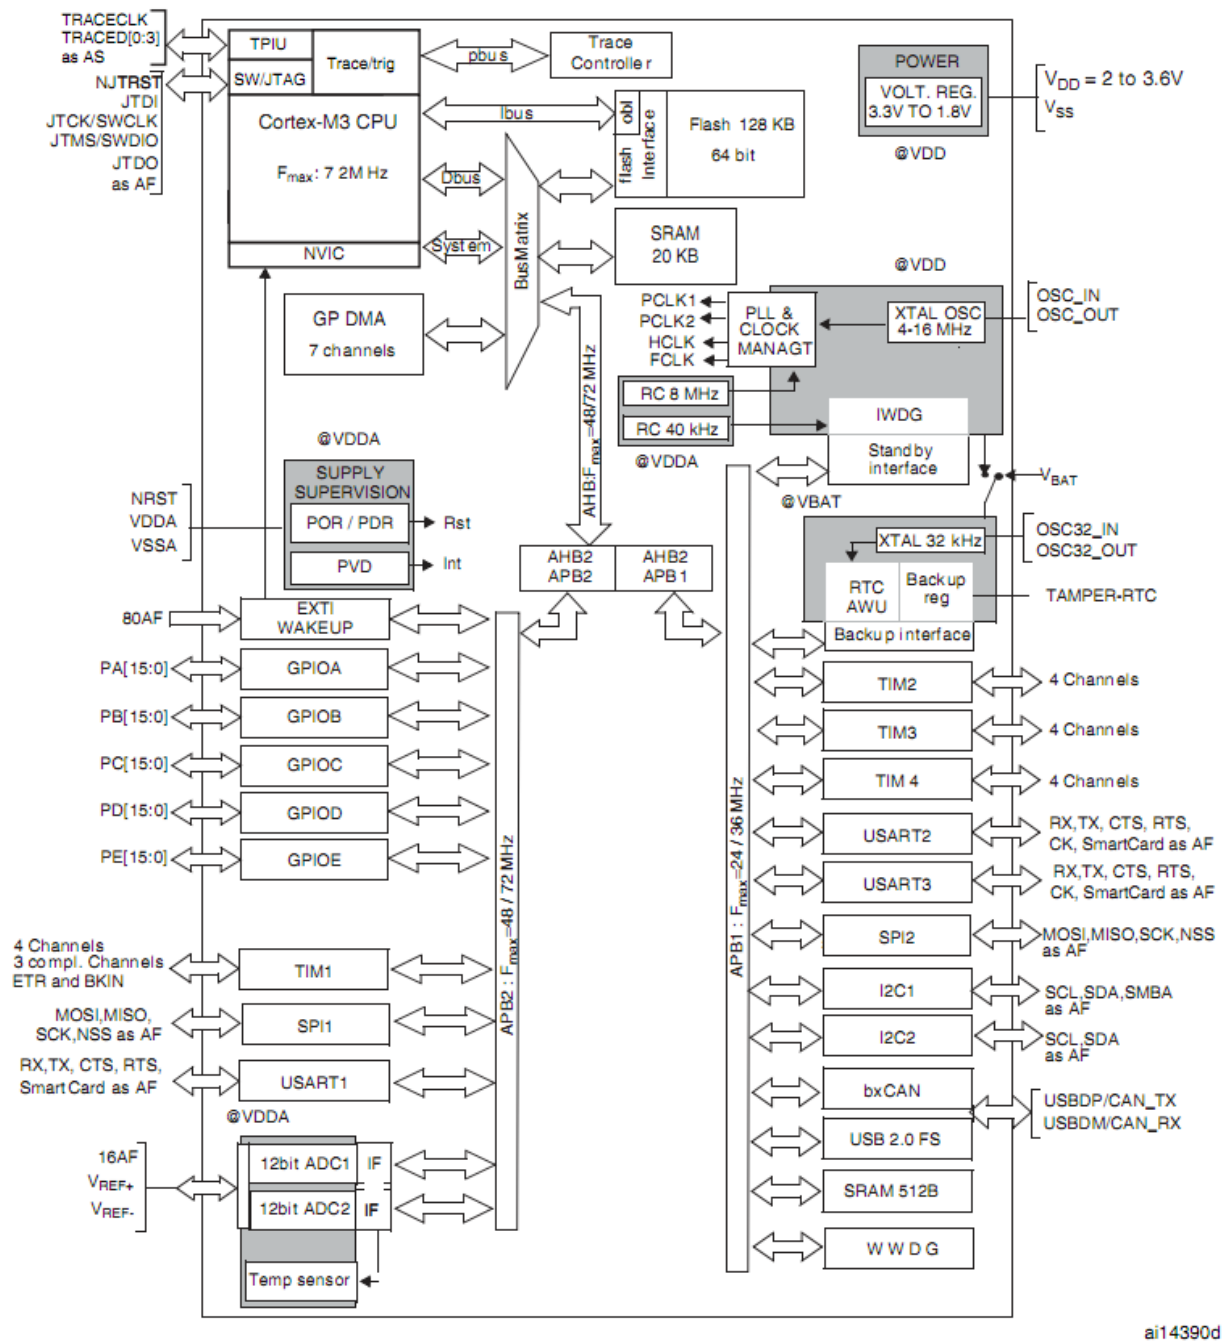 TRACECLK
TRACED[0:3]
as AS
NJTRST
JTDI
JTCK/SWCLK
JTMS/SWDIO
JTDO
as AF
TPIU
SW/JTAG
Trace/trig
Cortex-M3 CPU
Fmax: 7 2M Hz
NVIC
pbus
Trace
Controller
Ibus
Dbus
System
BusMatrix
flash obl
Interface
Flash 128 KB
64 bit
SRAM
20 KB
POWER
VOLT. REG.
3.3V TO 1.8V
@VDD
VDD = 2 to 3.6V
VSS
GP DMA
7 channels
AHB:Fmax=48/72 MHz
@VDD
PCLK1
PCLK2
HCLK
FCLK
PLL &
CLOCK
MANAGT
XTAL OSC
4-16 MHz
OSC_IN
OSC_OUT
RC 8 MHz
RC 40 kHz
@VDDA
IWDG
Standby
interface
@VBAT
VBAT
@VDDA
SUPPLY
SUPERVISION
NRST
VDDA
VSSA
POR / PDR
Rst
PVD
Int
AHB2
APB2
AHB2
APB1
XTAL 32 kHz
OSC32_IN
OSC32_OUT
RTC
AWU
Backup
reg
TAMPER-RTC
Backup interface
80AF
EXTI
WAKEUP
PA[15:0]
GPIOA
PB[15:0]
GPIOB
PC[15:0]
GPIOC
PD[15:0]
GPIOD
PE[15:0]
GPIOE
4 Channels
3 compl. Channels
ETR and BKIN
TIM1
MOSI,MISO,
SCK,NSS as AF
SPI1
RX,TX, CTS, RTS,
SmartCard as AF
USART1
@VDDA
16AF
VREF+
VREF-
12bit ADC1
IF
12bit ADC2
IF
Temp sensor
APB2 : Fmax=48 / 72 MHz
APB1 : Fmax=24 / 36 MHz
TIM2
4 Channels
TIM3
4 Channels
TIM 4
4 Channels
USART2
RX,TX, CTS, RTS,
CK, SmartCard as AF
USART3
RX,TX, CTS, RTS,
CK, SmartCard as AF
SPI2
MOSI,MISO,SCK,NSS
as AF
I2C1
SCL,SDA,SMBA
as AF
I2C2
SCL,SDA
as AF
bxCAN
USBDP/CAN_TX
USBDM/CAN_RX
USB 2.0 FS
SRAM 512B
W W D G
ai14390d